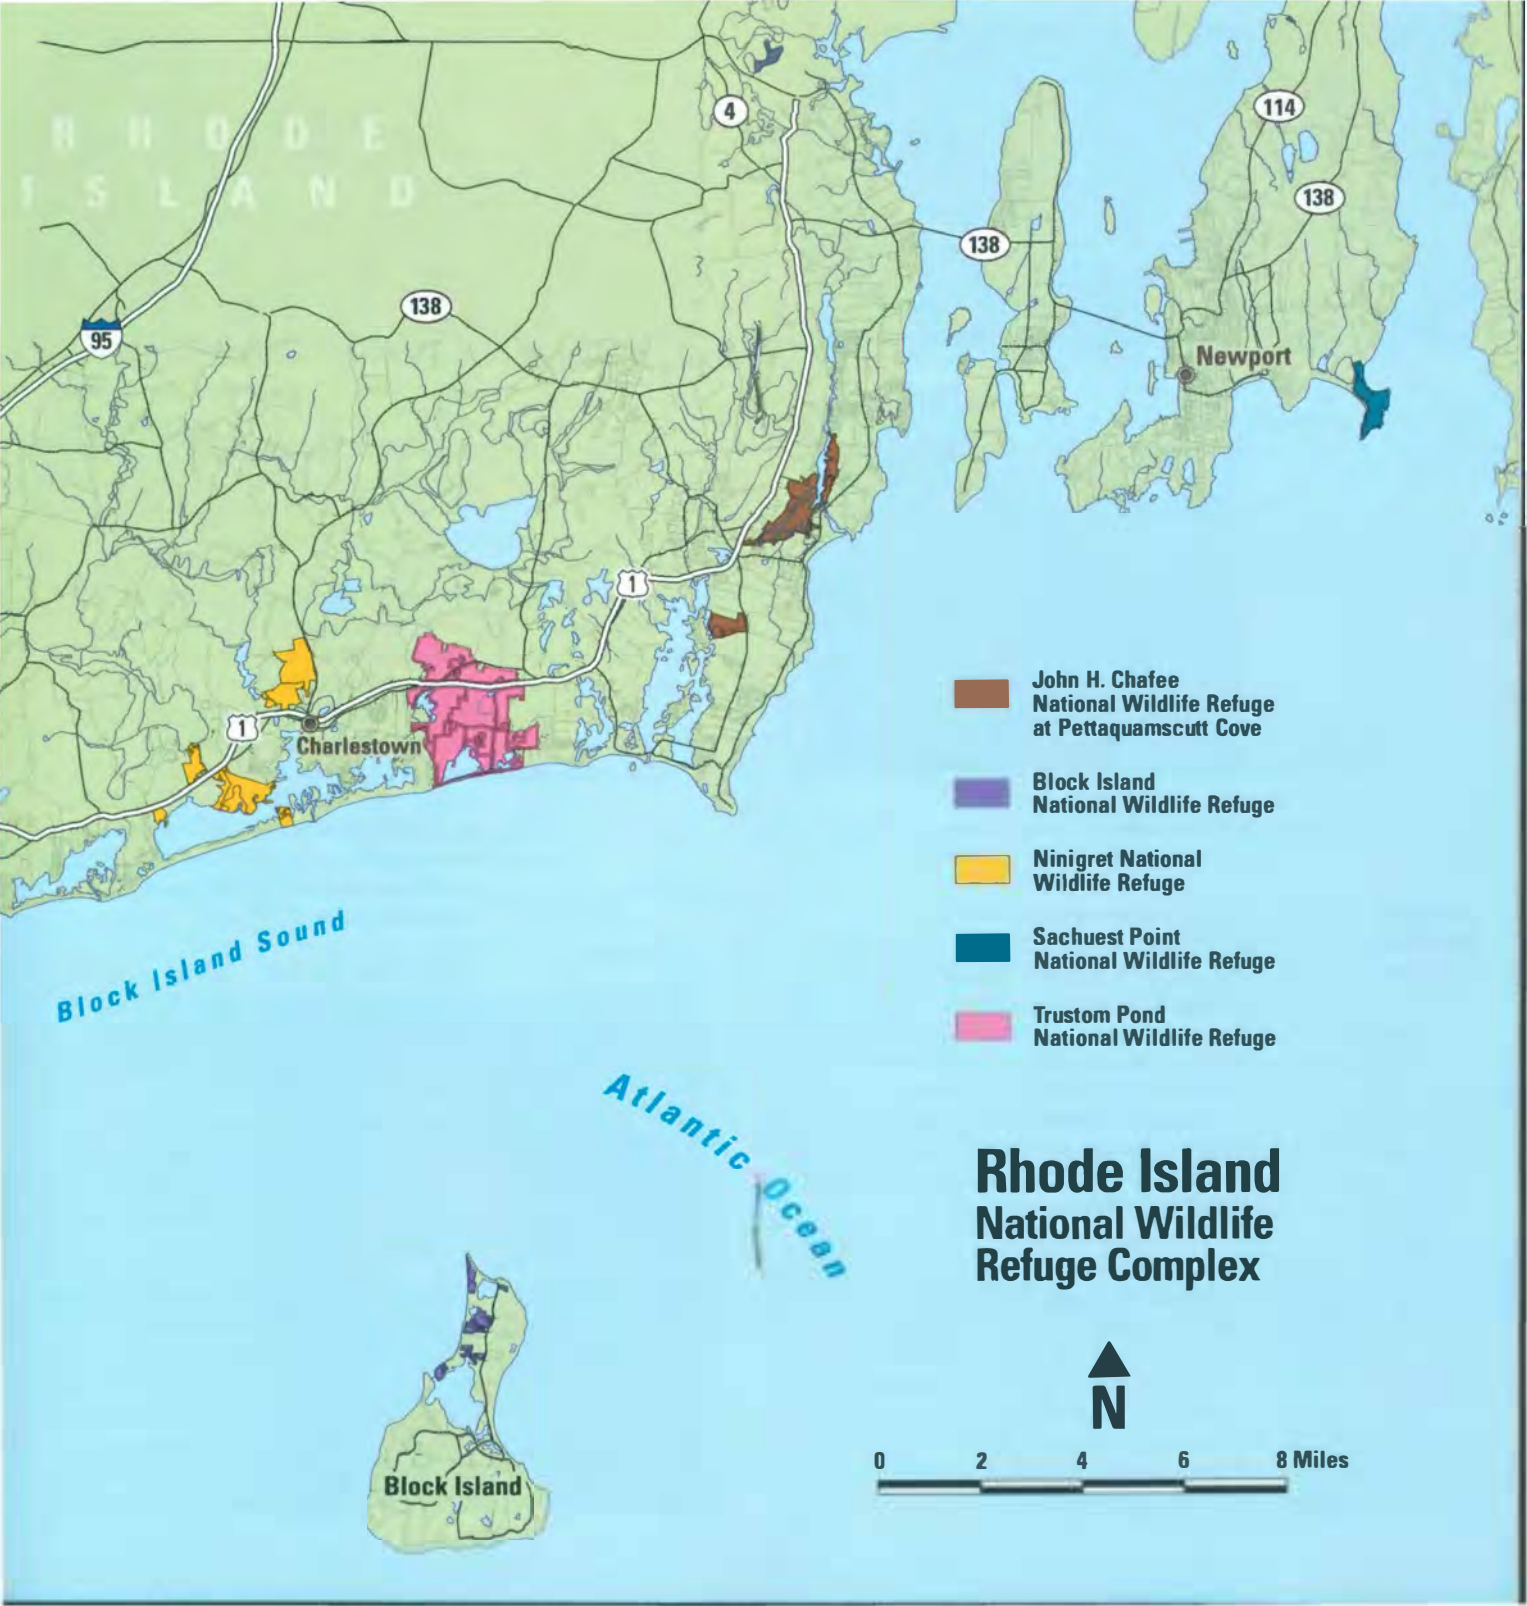 RHODE
ISLAND
4
114
138
138
138
95
Newport
1
1
Charlestown
John H. Chafee
National Wildlife Refuge
at Pettaquamscutt Cove
Block Island
National Wildlife Refuge
Ninigret National
Wildlife Refuge
Sachuest Point
National Wildlife Refuge
Trustom Pond
National Wildlife Refuge
Block Island Sound
Atlantic Ocean
Rhode Island
National Wildlife
Refuge Complex
N
0 2 4 6 8 Miles
Block Island